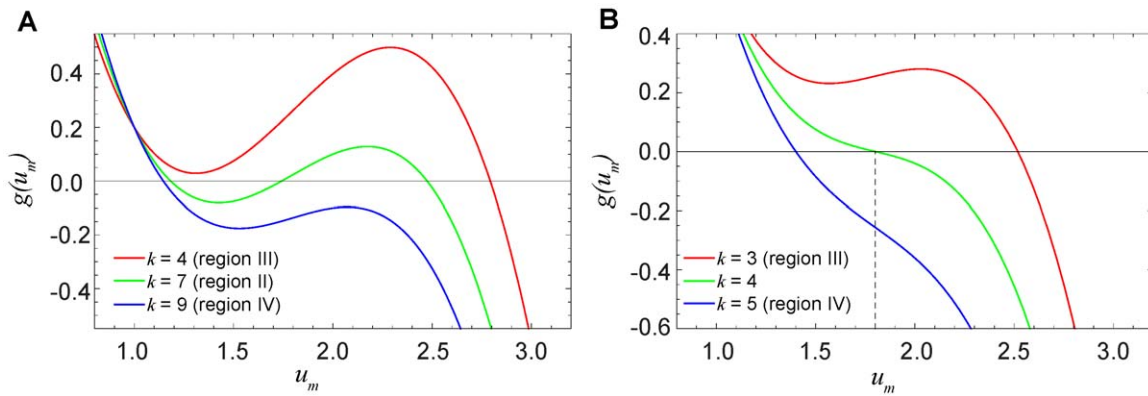 A
g(u_m)
0.4
0.2
0.0
-0.2
-0.4
k = 4 (region III)
k = 7 (region II)
k = 9 (region IV)
1.0 1.5 2.0 2.5 3.0
u_m
B
g(u_m)
0.4
0.2
0.0
-0.2
-0.4
-0.6
k = 3 (region III)
k = 4
k = 5 (region IV)
1.0 1.5 2.0 2.5 3.0
u_m